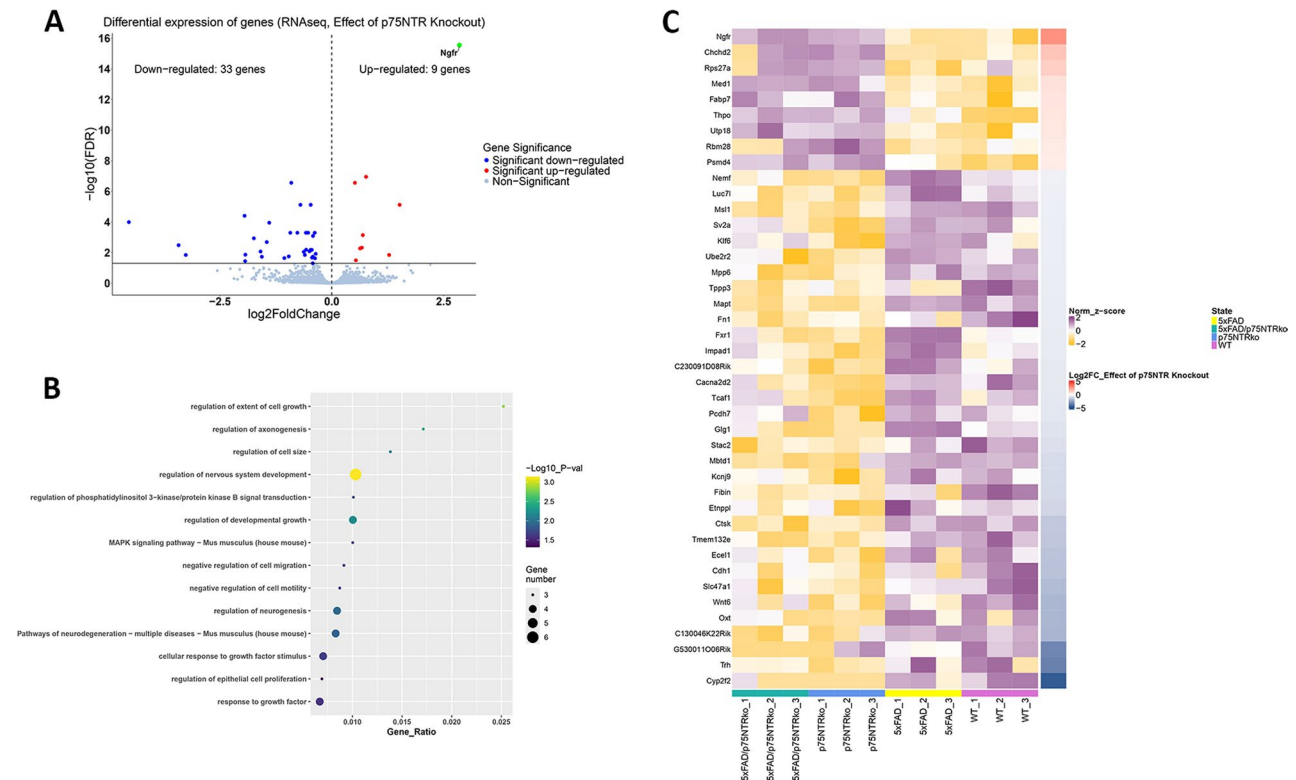 A
Differential expression of genes (RNAseq, Effect of p75NTR Knockout)
16
14
12
10
8
6
4
2
0
−log10(FDR)
Ngfr
Down−regulated: 33 genes
Up−regulated: 9 genes
−2.5
0.0
2.5
log2FoldChange
Gene Significance
Significant down−regulated
Significant up−regulated
Non−Significant
B
regulation of extent of cell growth
regulation of axonogenesis
regulation of cell size
regulation of nervous system development
regulation of phosphatidylinositol 3−kinase/protein kinase B signal transduction
regulation of developmental growth
MAPK signaling pathway − Mus musculus (house mouse)
negative regulation of cell migration
negative regulation of cell motility
regulation of neurogenesis
Pathways of neurodegeneration − multiple diseases − Mus musculus (house mouse)
cellular response to growth factor stimulus
regulation of epithelial cell proliferation
response to growth factor
0.010
0.015
0.020
0.025
Gene_Ratio
−Log10_P-val
3.0
2.5
2.0
1.5
Gene
number
3
4
5
6
C
Ngfr
Chchd2
Rps27a
Med1
Fabp7
Thpo
Utp18
Rbm28
Psmd4
Nemf
Luc7l
Msl1
Sv2a
Klf6
Ube2r2
Mpp6
Tppp3
Mapt
Fn1
Fxr1
Impad1
C230091D08Rik
Cacna2d2
Tcaf1
Pcdh7
Glg1
Stac2
Mbtd1
Kcnj9
Fibin
Etnppl
Ctsk
Tmem132e
Ecel1
Cdh1
Slc47a1
Wnt6
Oxt
C130046K22Rik
G530011O06Rik
Trh
Cyp2f2
5xFAD/p75NTRko_1
5xFAD/p75NTRko_2
5xFAD/p75NTRko_3
p75NTRko_1
p75NTRko_2
p75NTRko_3
5xFAD_1
5xFAD_2
5xFAD_3
WT_1
WT_2
WT_3
Norm_z−score
2
0
−2
Log2FC_Effect of p75NTR Knockout
5
0
−5
State
5xFAD
5xFAD/p75NTRko
p75NTRko
WT